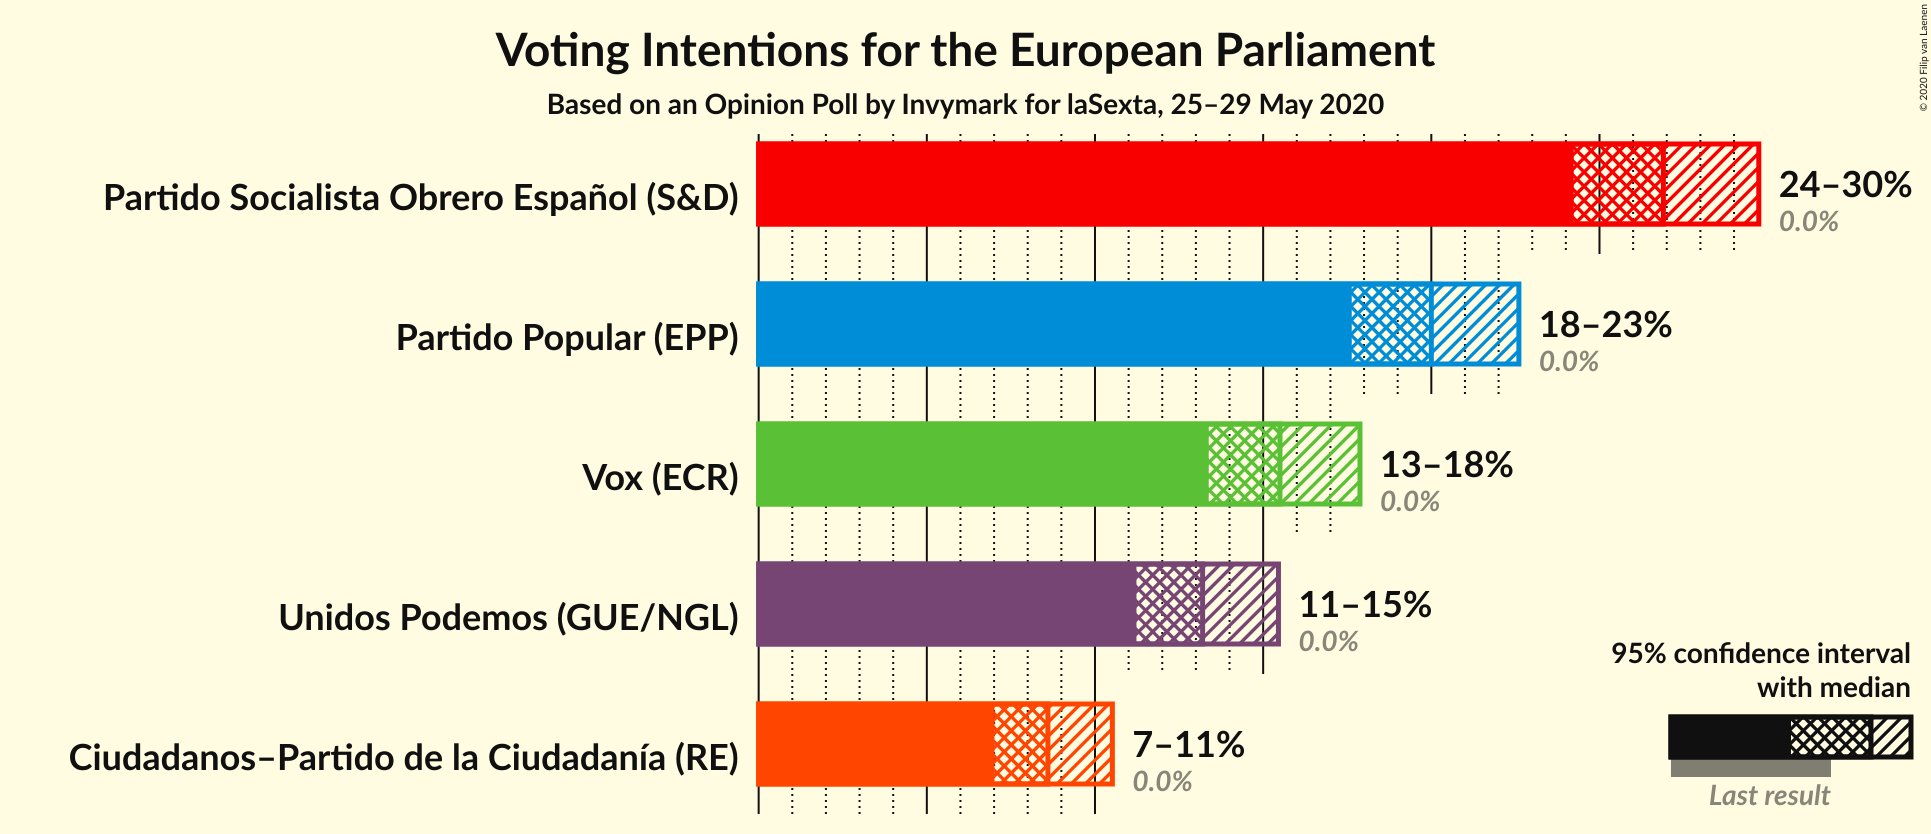 Voting Intentions for the European Parliament
Based on an Opinion Poll by Invymark for laSexta, 25–29 May 2020
© 2020 Filip van Laenen
Partido Socialista Obrero Español (S&D)
24–30%
0.0%
Partido Popular (EPP)
18–23%
0.0%
Vox (ECR)
13–18%
0.0%
Unidos Podemos (GUE/NGL)
11–15%
0.0%
Ciudadanos–Partido de la Ciudadanía (RE)
7–11%
0.0%
95% confidence interval
with median
Last result